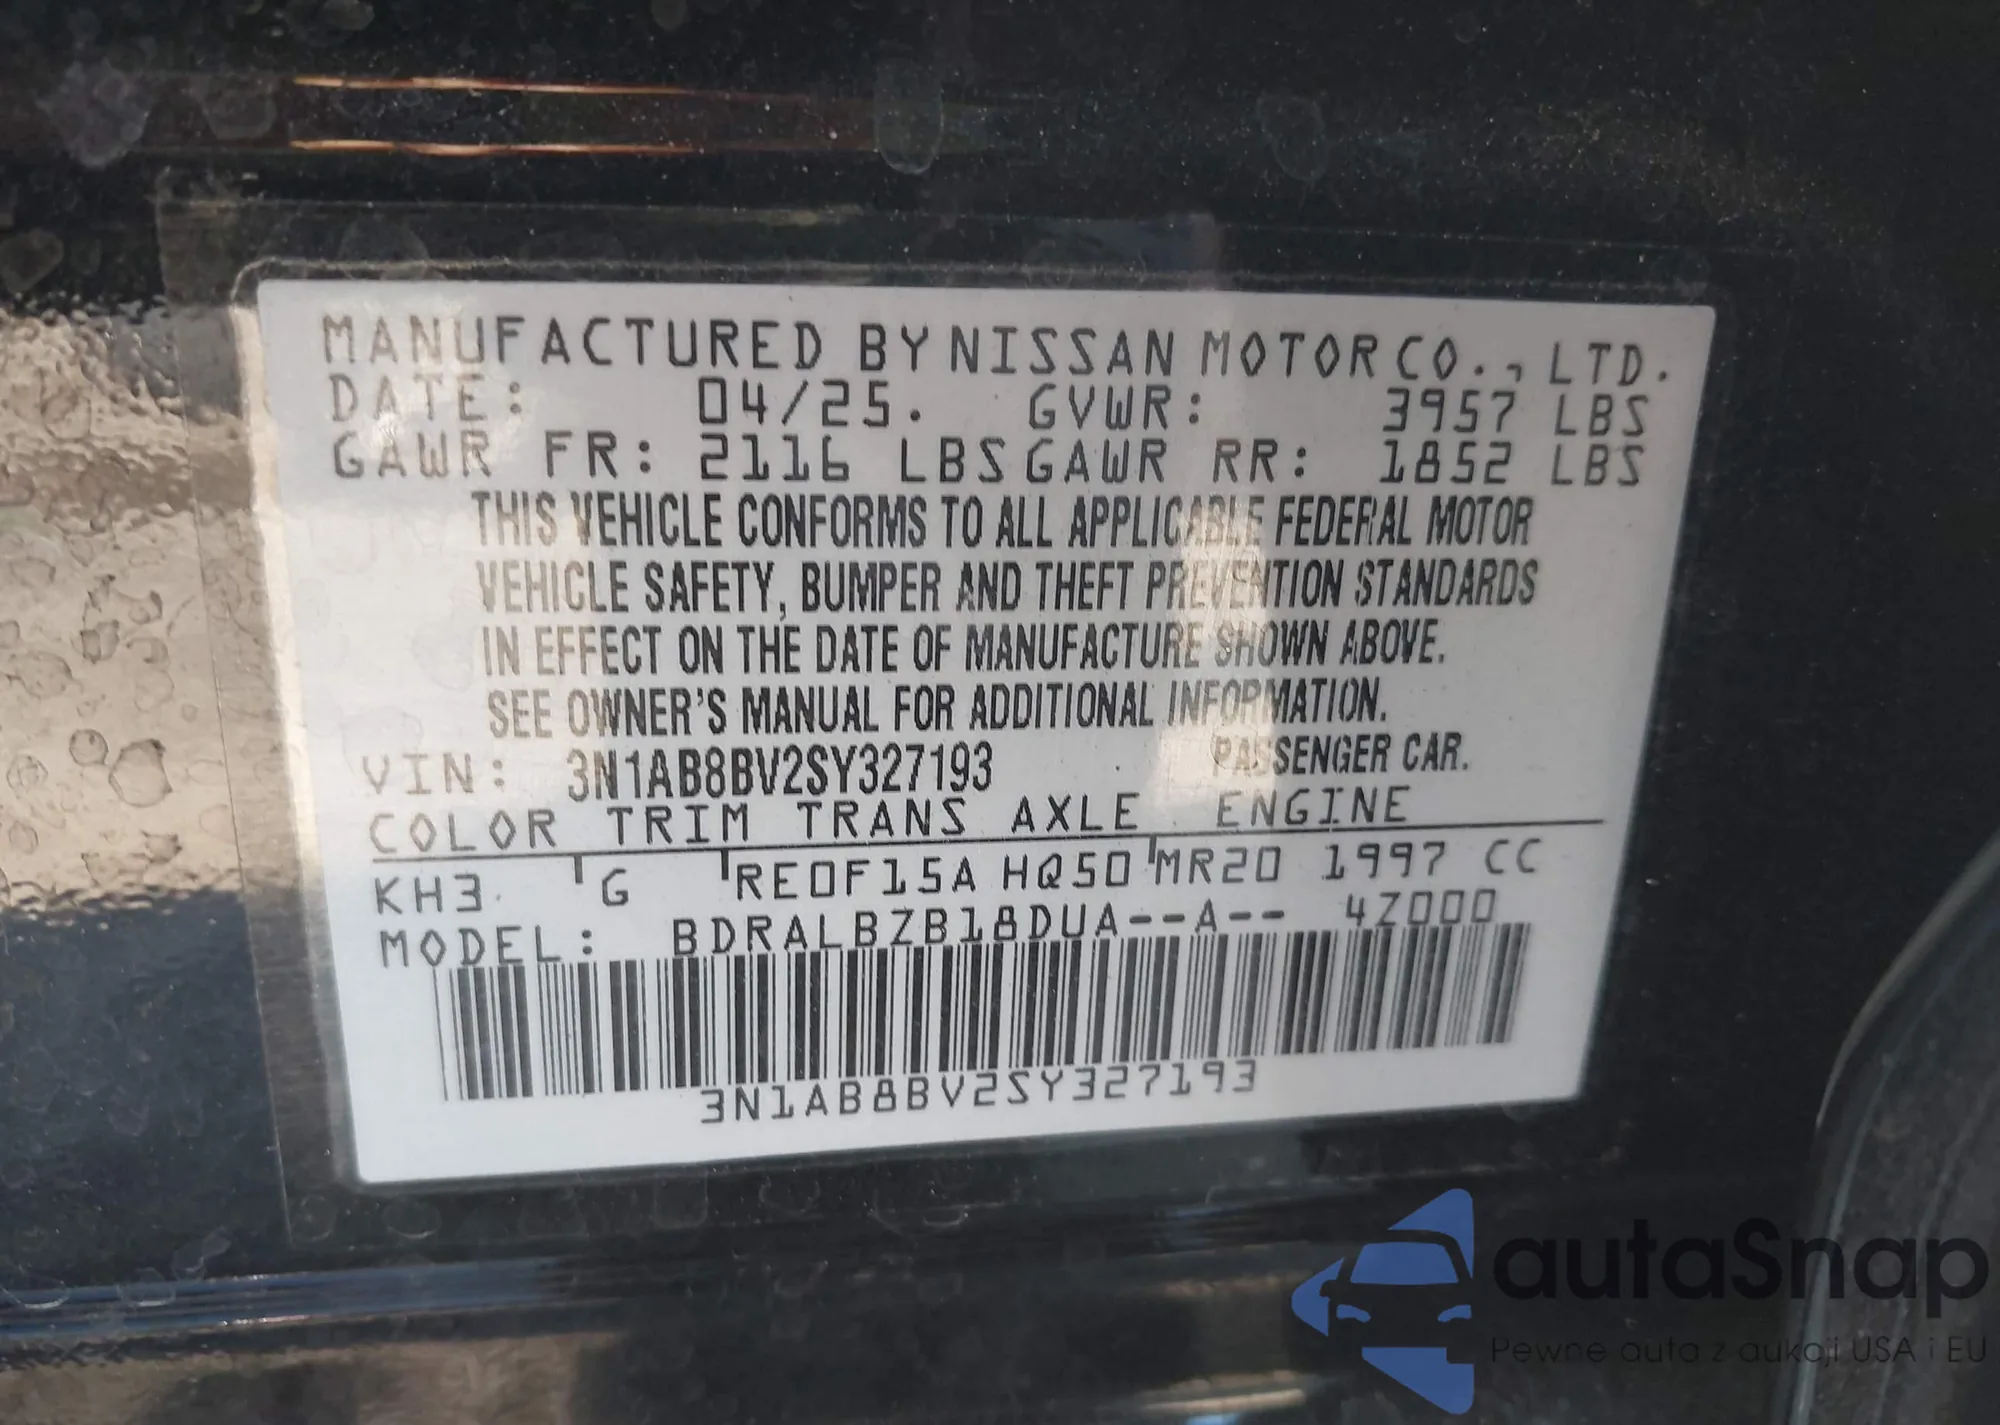 MANUFACTURED BY NISSAN MOTOR CO., LTD.
DATE: 04/25. GVWR: 3957 LBS
GAWR FR: 2116 LBS GAWR RR: 1852 LBS
THIS VEHICLE CONFORMS TO ALL APPLICABLE FEDERAL MOTOR
VEHICLE SAFETY, BUMPER AND THEFT PREVENTION STANDARDS
IN EFFECT ON THE DATE OF MANUFACTURE SHOWN ABOVE.
SEE OWNER'S MANUAL FOR ADDITIONAL INFORMATION.
VIN: 3N1AB8BV2SY327193 PASSENGER CAR.
COLOR TRIM TRANS AXLE ENGINE
KH3 G RE0F15A HQ50 MR20 1997 CC
MODEL: BDRALBZB18DUA--A-- 4Z000
3N1AB8BV2SY327193
autaSnap
Pewne auta z aukcji USA i EU